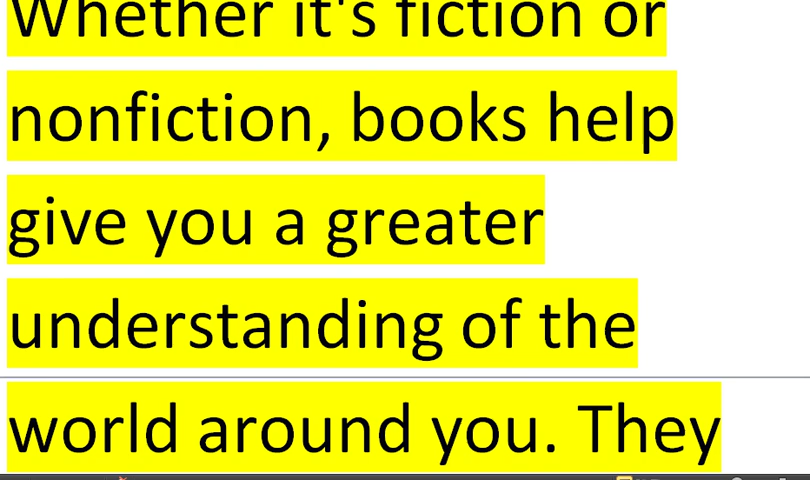 Whether it's fiction or
nonfiction, books help
give you a greater
understanding of the
world around you. They